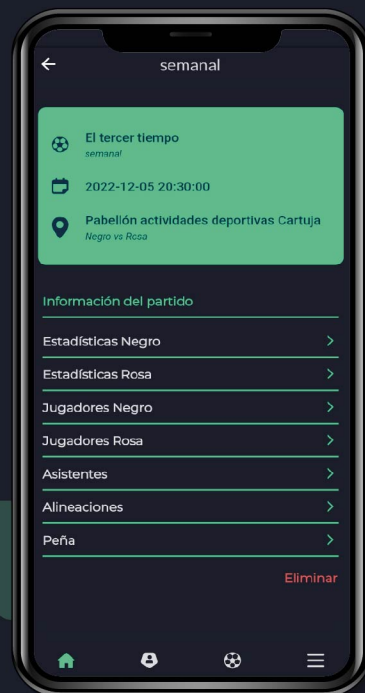 semanal
El tercer tiempo
semanal
2022-12-05 20:30:00
Pabellón actividades deportivas Cartuja
Negro vs Rosa
Información del partido
Estadísticas Negro
Estadísticas Rosa
Jugadores Negro
Jugadores Rosa
Asistentes
Alineaciones
Peña
Eliminar